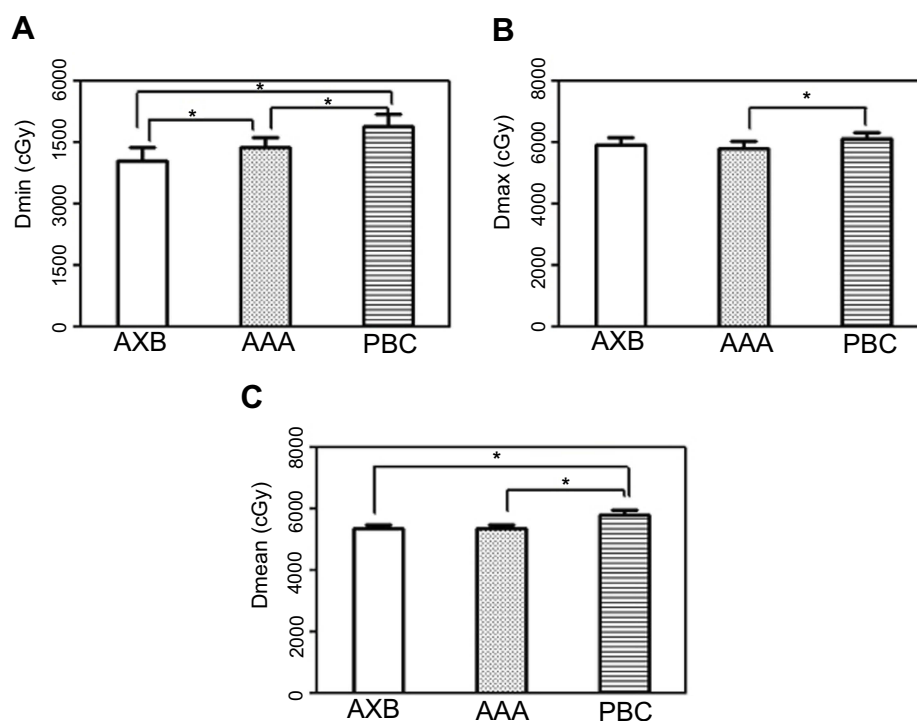 A
Dmin (cGy)
6000
1500
3000
1500
0
*
*
*
AXB
AAA
PBC
B
Dmax (cGy)
8000
6000
4000
2000
0
*
AXB
AAA
PBC
C
Dmean (cGy)
8000
6000
4000
2000
0
*
*
AXB
AAA
PBC